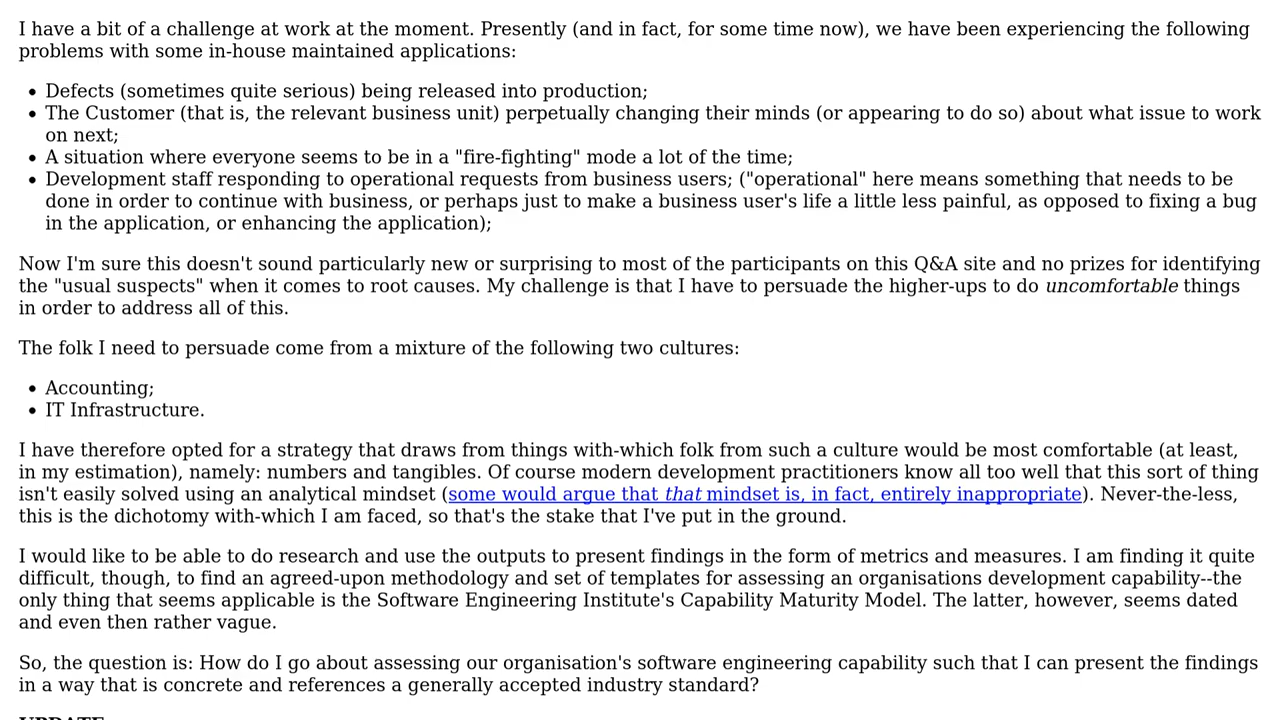 I have a bit of a challenge at work at the moment. Presently (and in fact, for some time now), we have been experiencing the following
problems with some in-house maintained applications:
• Defects (sometimes quite serious) being released into production;
• The Customer (that is, the relevant business unit) perpetually changing their minds (or appearing to do so) about what issue to work
on next;
• A situation where everyone seems to be in a "fire-fighting" mode a lot of the time;
• Development staff responding to operational requests from business users; ("operational" here means something that needs to be
done in order to continue with business, or perhaps just to make a business user's life a little less painful, as opposed to fixing a bug
in the application, or enhancing the application);
Now I'm sure this doesn't sound particularly new or surprising to most of the participants on this Q&A site and no prizes for identifying
the "usual suspects" when it comes to root causes. My challenge is that I have to persuade the higher-ups to do uncomfortable things
in order to address all of this.
The folk I need to persuade come from a mixture of the following two cultures:
• Accounting;
• IT Infrastructure.
I have therefore opted for a strategy that draws from things with-which folk from such a culture would be most comfortable (at least,
in my estimation), namely: numbers and tangibles. Of course modern development practitioners know all too well that this sort of thing
isn't easily solved using an analytical mindset (some would argue that that mindset is, in fact, entirely inappropriate). Never-the-less,
this is the dichotomy with-which I am faced, so that's the stake that I've put in the ground.
I would like to be able to do research and use the outputs to present findings in the form of metrics and measures. I am finding it quite
difficult, though, to find an agreed-upon methodology and set of templates for assessing an organisations development capability--the
only thing that seems applicable is the Software Engineering Institute's Capability Maturity Model. The latter, however, seems dated
and even then rather vague.
So, the question is: How do I go about assessing our organisation's software engineering capability such that I can present the findings
in a way that is concrete and references a generally accepted industry standard?
UPDATE